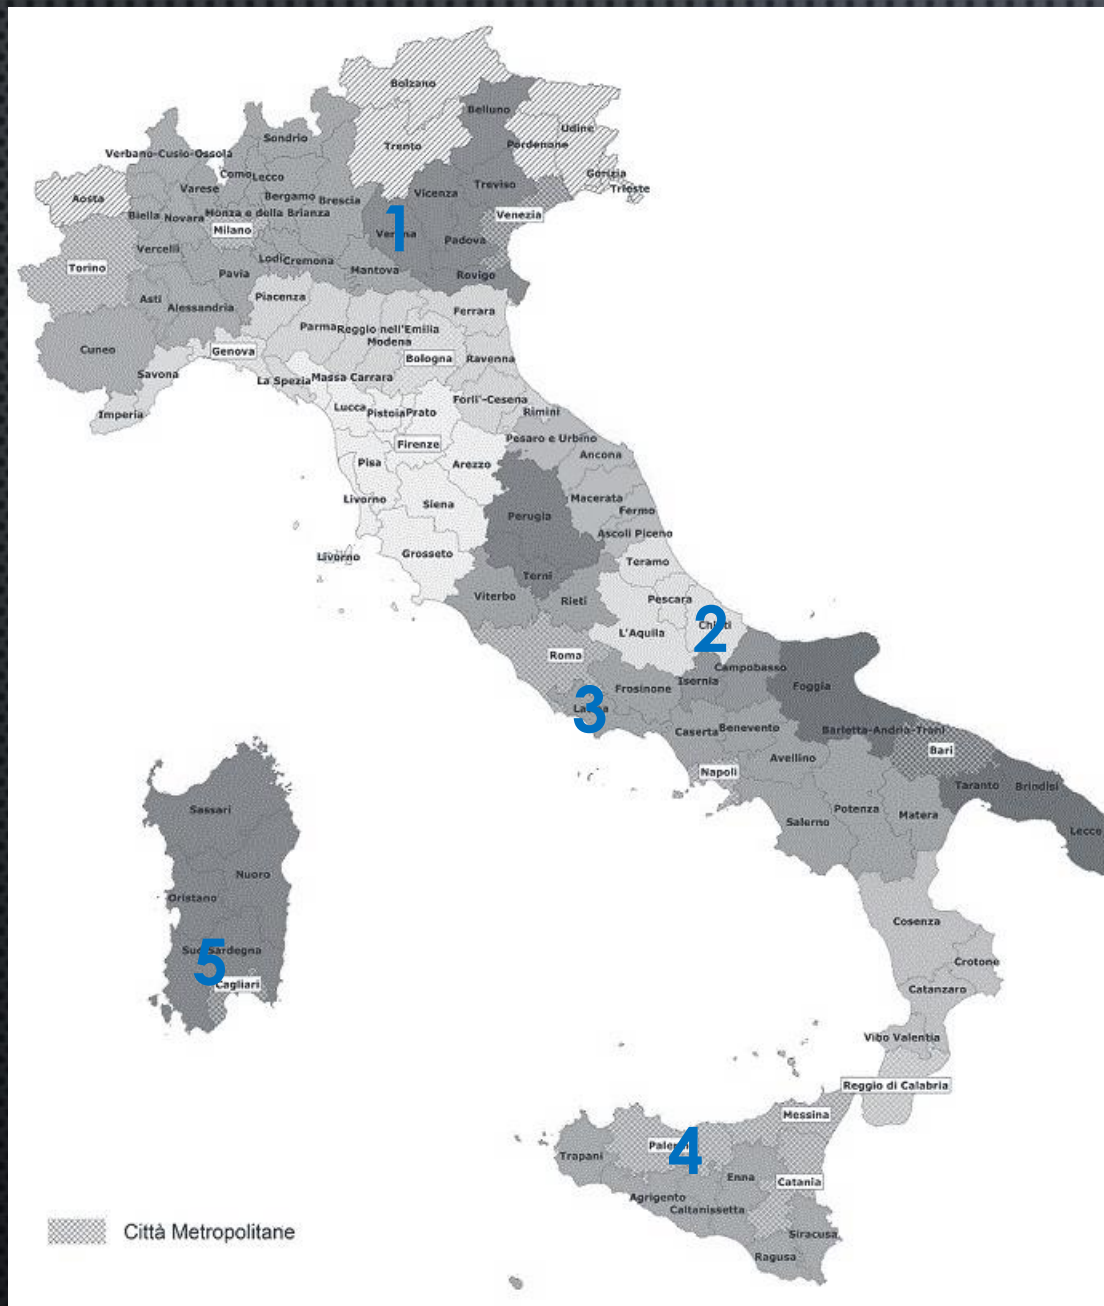 Bolzano
Belluno
Udine
Pordenone
Trento
Sondrio
Verbano-Cusio-Ossola
Como
Lecco
Gorizia
Trieste
Treviso
Vicenza
Varese
Aosta
Bergamo
Brescia
Biella
Novara
Monza e della Brianza
Venezia
Milano
1
Padova
Vercelli
Lodi
Cremona
Torino
Mantova
Pavia
Rovigo
Asti
Alessandria
Piacenza
Ferrara
Parma
Reggio nell'Emilia
Modena
Cuneo
Genova
Bologna
Ravenna
Savona
La Spezia
Massa Carrara
Forli'-Cesena
Imperia
Lucca
Pistoia
Prato
Rimini
Firenze
Pesaro e Urbino
Ancona
Pisa
Arezzo
Livorno
Siena
Macerata
Fermo
Perugia
Ascoli Piceno
Livorno
Grosseto
Teramo
Terni
Viterbo
Rieti
Pescara
2
L'Aquila
Roma
Campobasso
Isernia
Frosinone
Foggia
3
Caserta
Benevento
Barletta-Andria-Trani
Bari
Avellino
Napoli
Taranto
Brindisi
Sassari
Potenza
Matera
Salerno
Lecce
Nuoro
Oristano
Cosenza
Sud Sardegna
5
Crotone
Cagliari
Catanzaro
Vibo Valentia
Reggio di Calabria
Messina
4
Trapani
Enna
Catania
Agrigento
Caltanissetta
Siracusa
Ragusa
Città Metropolitane